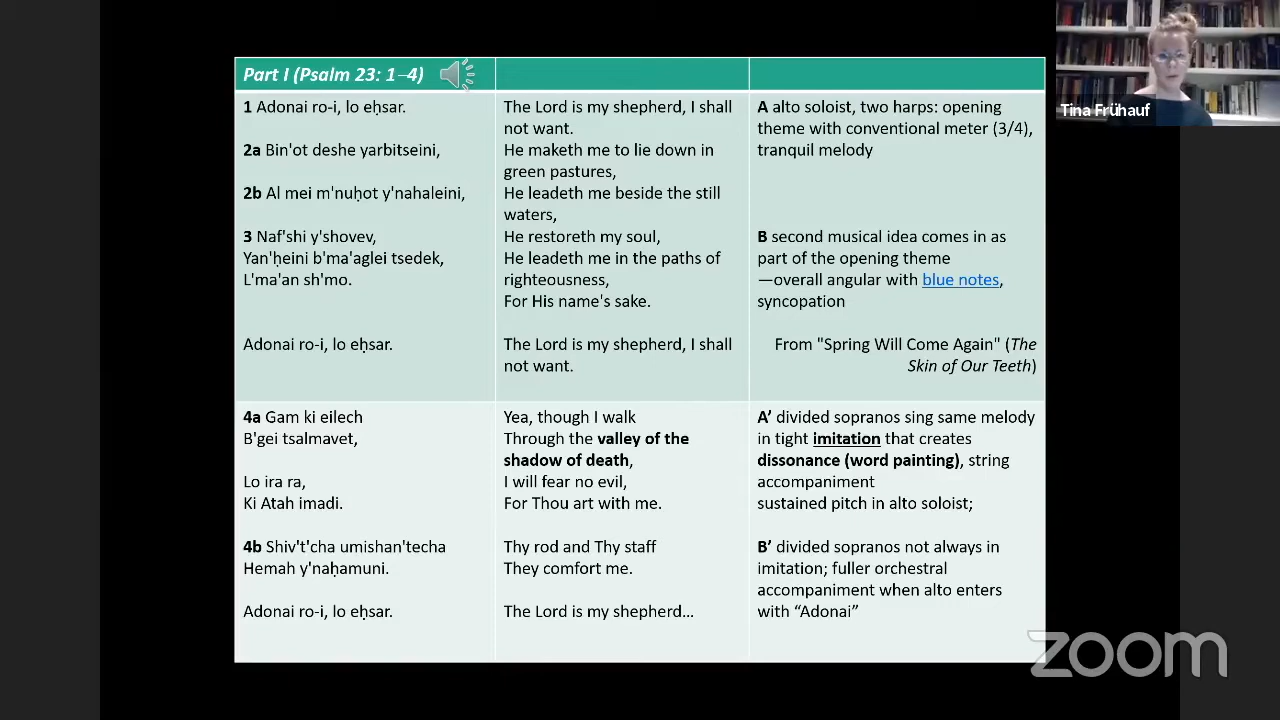 Part I (Psalm 23: 1–4)
1 Adonai ro-i, lo eḥsar.
2a Bin'ot deshe yarbitseini,
2b Al mei m'nuḥot y'nahaleini,
3 Naf'shi y'shovev,
Yan'ḥeini b'ma'aglei tsedek,
L'ma'an sh'mo.
Adonai ro-i, lo eḥsar.
The Lord is my shepherd, I shall
not want.
He maketh me to lie down in
green pastures,
He leadeth me beside the still
waters,
He restoreth my soul,
He leadeth me in the paths of
righteousness,
For His name's sake.
The Lord is my shepherd, I shall
not want.
A alto soloist, two harps: opening
theme with conventional meter (3/4),
tranquil melody
B second musical idea comes in as
part of the opening theme
—overall angular with blue notes,
syncopation
From "Spring Will Come Again" (The
Skin of Our Teeth)
4a Gam ki eilech
B'gei tsalmavet,
Lo ira ra,
Ki Atah imadi.
4b Shiv't'cha umishan'techa
Hemah y'naḥamuni.
Adonai ro-i, lo eḥsar.
Yea, though I walk
Through the valley of the
shadow of death,
I will fear no evil,
For Thou art with me.
Thy rod and Thy staff
They comfort me.
The Lord is my shepherd…
A’ divided sopranos sing same melody
in tight imitation that creates
dissonance (word painting), string
accompaniment
sustained pitch in alto soloist;
B’ divided sopranos not always in
imitation; fuller orchestral
accompaniment when alto enters
with “Adonai”
Tina Frühauf
zoom